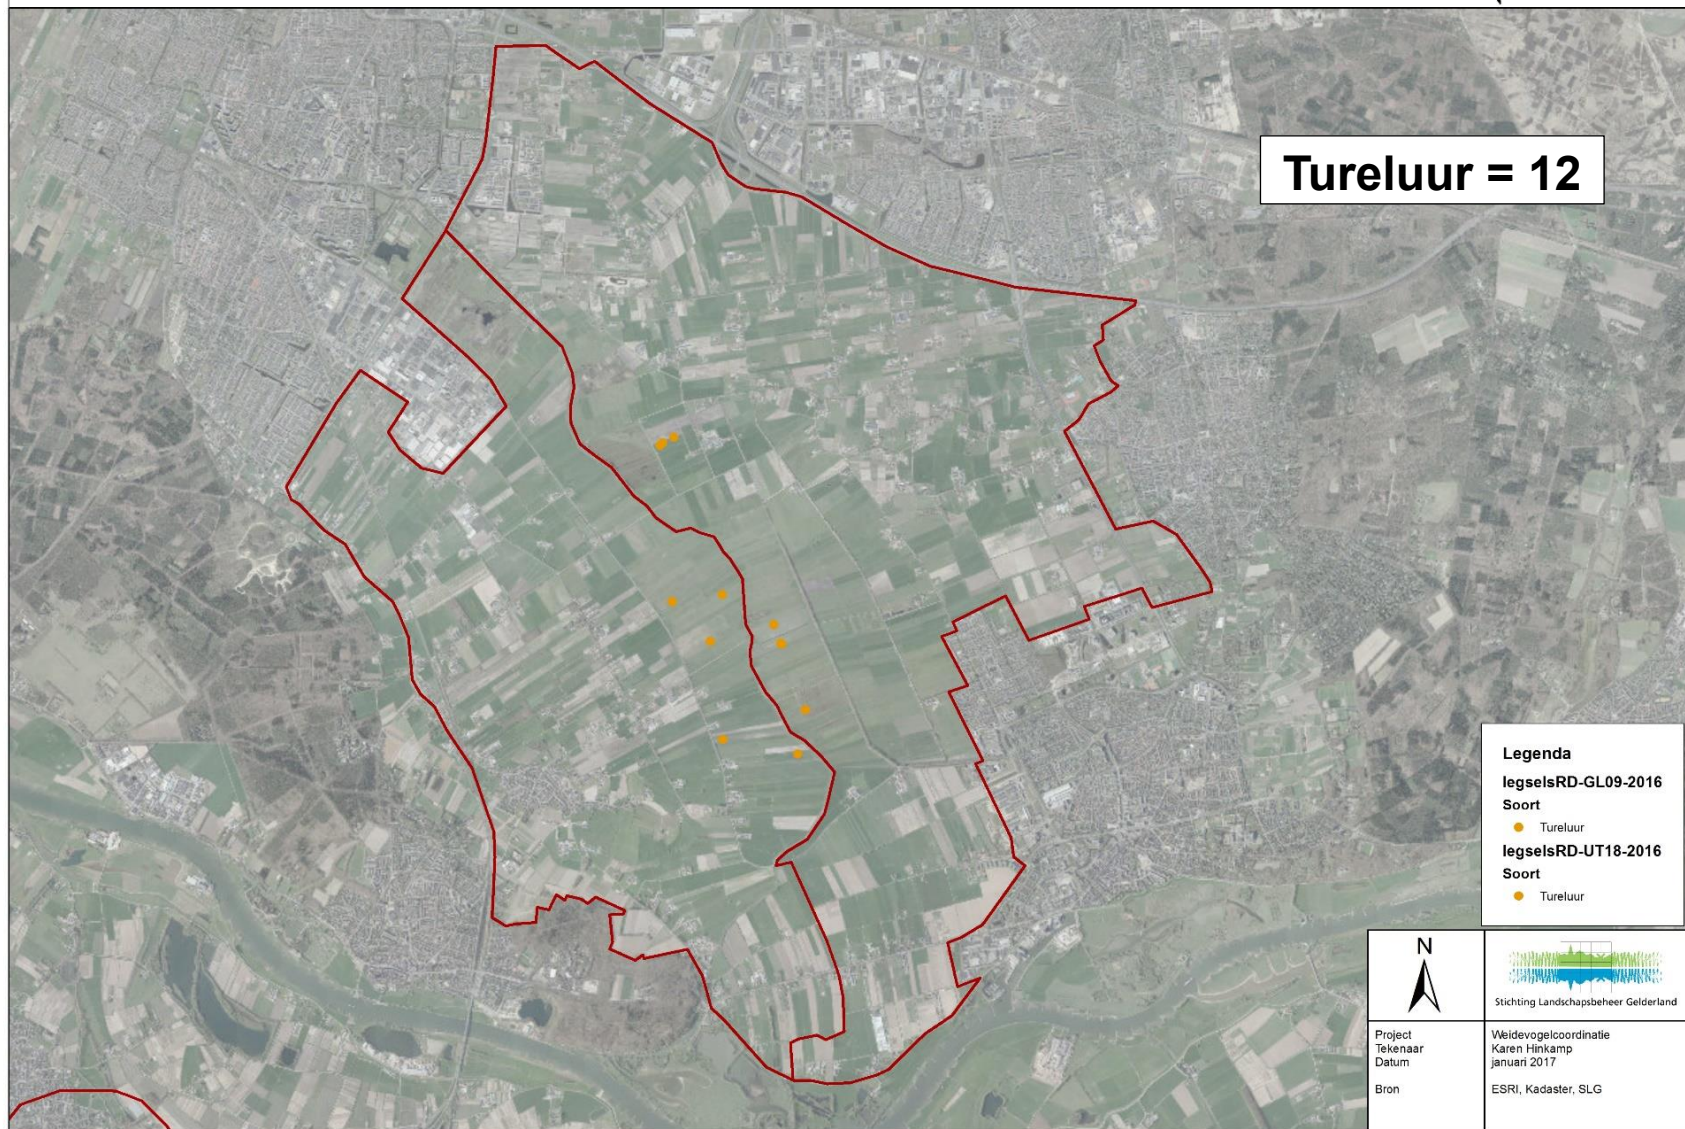 Tureluur = 12
Legenda
legselsRD-GL09-2016
Soort
Tureluur
legselsRD-UT18-2016
Soort
Tureluur
N
Stichting Landschapsbeheer Gelderland
Project Weidevogelcoordinatie
Tekenaar Karen Hinkamp
Datum januari 2017
Bron ESRI, Kadaster, SLG